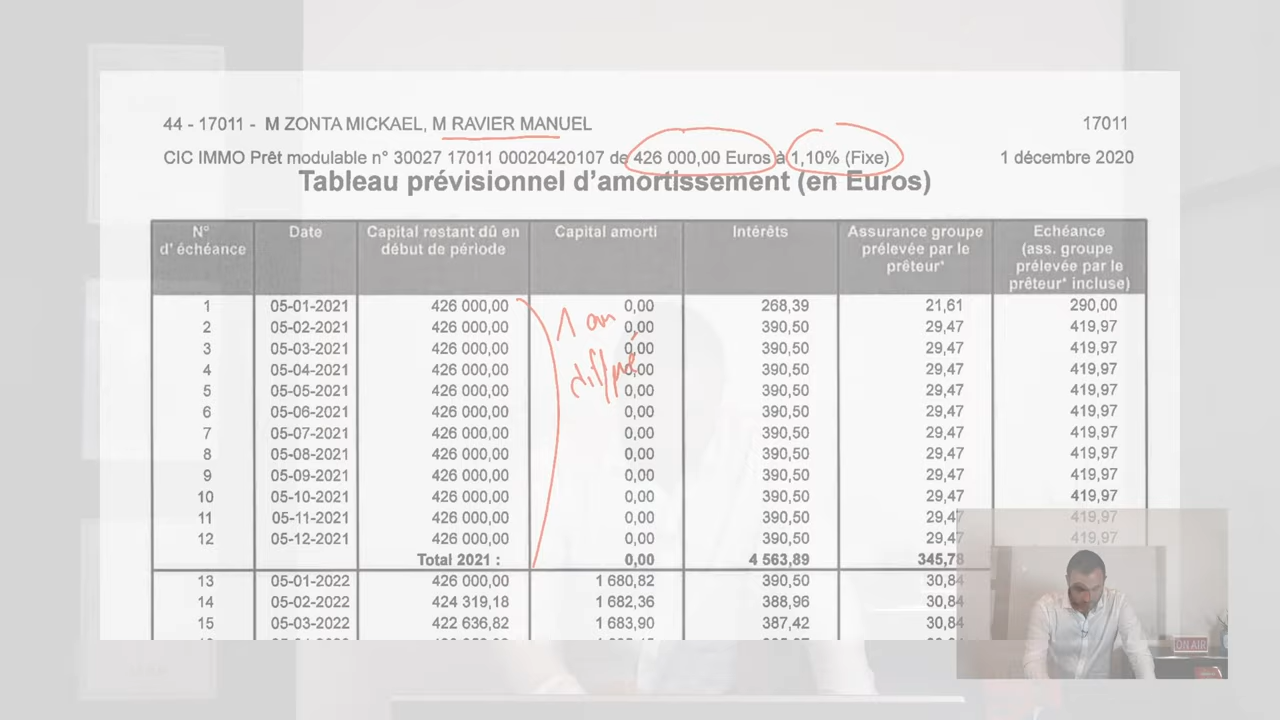 44 - 17011 - M ZONTA MICKAEL, M RAVIER MANUEL 17011
CIC IMMO Prêt modulable n° 30027 17011 00020420107 de 426 000,00 Euros à 1,10% (Fixe) 1 décembre 2020
Tableau prévisionnel d'amortissement (en Euros)
N° d' échéance Date Capital restant dû en début de période Capital amorti Intérêts Assurance groupe prélevée par le prêteur* Echéance (ass. groupe prélevée par le prêteur* incluse)
1 05-01-2021 426 000,00 0,00 268,39 21,61 290,00
2 05-02-2021 426 000,00 0,00 390,50 29,47 419,97
3 05-03-2021 426 000,00 0,00 390,50 29,47 419,97
4 05-04-2021 426 000,00 0,00 390,50 29,47 419,97
5 05-05-2021 426 000,00 0,00 390,50 29,47 419,97
6 05-06-2021 426 000,00 0,00 390,50 29,47 419,97
7 05-07-2021 426 000,00 0,00 390,50 29,47 419,97
8 05-08-2021 426 000,00 0,00 390,50 29,47 419,97
9 05-09-2021 426 000,00 0,00 390,50 29,47 419,97
10 05-10-2021 426 000,00 0,00 390,50 29,47 419,97
11 05-11-2021 426 000,00 0,00 390,50 29,47 419,97
12 05-12-2021 426 000,00 0,00 390,50 29,47 419,97
Total 2021 : 0,00 4 563,89 345,78
13 05-01-2022 426 000,00 1 680,82 390,50 30,84
14 05-02-2022 424 319,18 1 682,36 388,96 30,84
15 05-03-2022 422 636,82 1 683,90 387,42 30,84
1 an
ON AIR